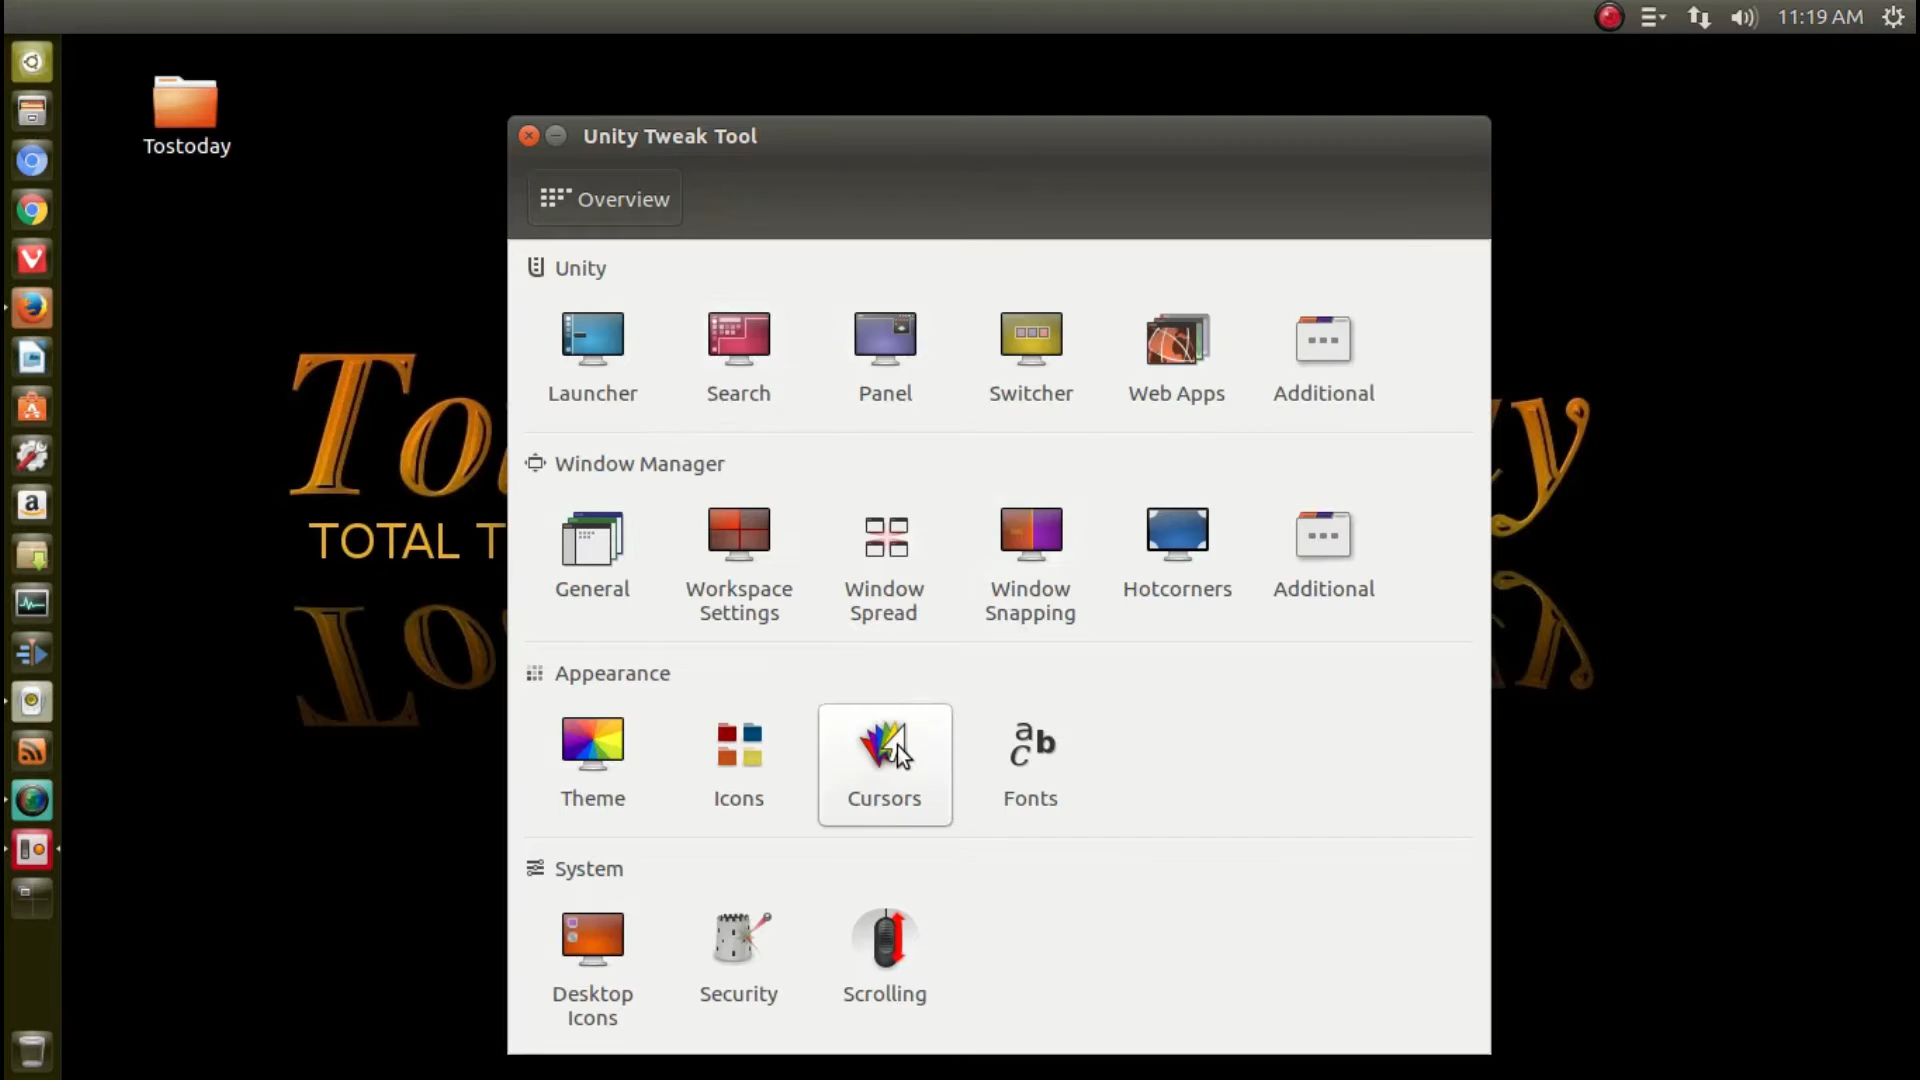 11:19 AM
Tostoday
Unity Tweak Tool
Overview
Unity
Launcher
Search
Panel
Switcher
Web Apps
Additional
Window Manager
General
Workspace
Settings
Window
Spread
Window
Snapping
Hotcorners
Additional
Appearance
Theme
Icons
Cursors
Fonts
System
Desktop
Icons
Security
Scrolling
TOTAL